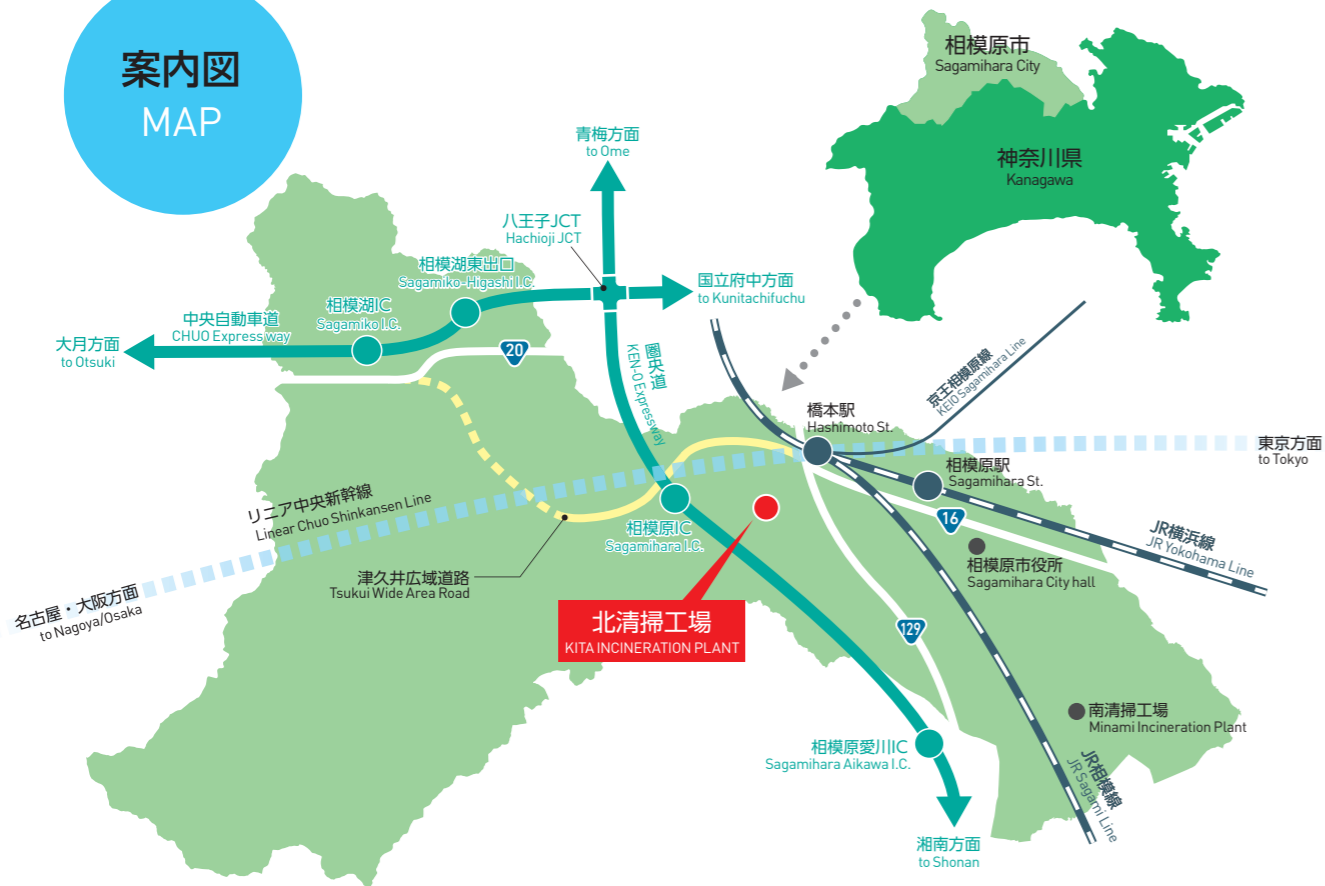 案内図
MAP
相模原市
Sagamihara City
神奈川県
Kanagawa
青梅方面
to Ome
八王子JCT
Hachioji JCT
国立府中方面
to Kunitachifuchu
相模湖東出口
Sagamiko-Higashi I.C.
相模湖IC
Sagamiko I.C.
中央自動車道
CHUO Express way
大月方面
to Otsuki
20
圏央道
KEN-O Expressway
京王相模原線
KEIO Sagamihara Line
橋本駅
Hashimoto St.
東京方面
to Tokyo
相模原駅
Sagamihara St.
リニア中央新幹線
Linear Chuo Shinkansen Line
相模原IC
Sagamihara I.C.
16
JR横浜線
JR Yokohama Line
相模原市役所
Sagamihara City hall
津久井広域道路
Tsukui Wide Area Road
名古屋・大阪方面
to Nagoya/Osaka
北清掃工場
KITA INCINERATION PLANT
129
南清掃工場
Minami Incineration Plant
相模原愛川IC
Sagamihara Aikawa I.C.
JR相模線
JR Sagami Line
湘南方面
to Shonan